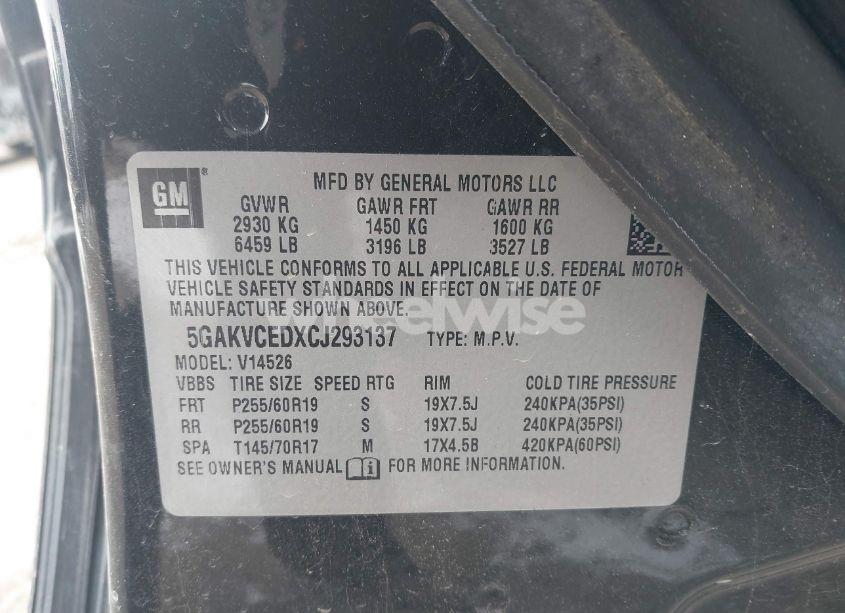 GM ®
MFD BY GENERAL MOTORS LLC
GVWR GAWR FRT GAWR RR
2930 KG 1450 KG 1600 KG
6459 LB 3196 LB 3527 LB
THIS VEHICLE CONFORMS TO ALL APPLICABLE U.S. FEDERAL MOTOR
VEHICLE SAFETY STANDARDS IN EFFECT ON THE DATE OF
MANUFACTURE SHOWN ABOVE.
5GAKVCEDXCJ293137 TYPE: M.P.V.
MODEL: V14526
VBBS TIRE SIZE SPEED RTG RIM COLD TIRE PRESSURE
FRT P255/60R19 S 19X7.5J 240KPA(35PSI)
RR P255/60R19 S 19X7.5J 240KPA(35PSI)
SPA T145/70R17 M 17X4.5B 420KPA(60PSI)
SEE OWNER'S MANUAL i FOR MORE INFORMATION.